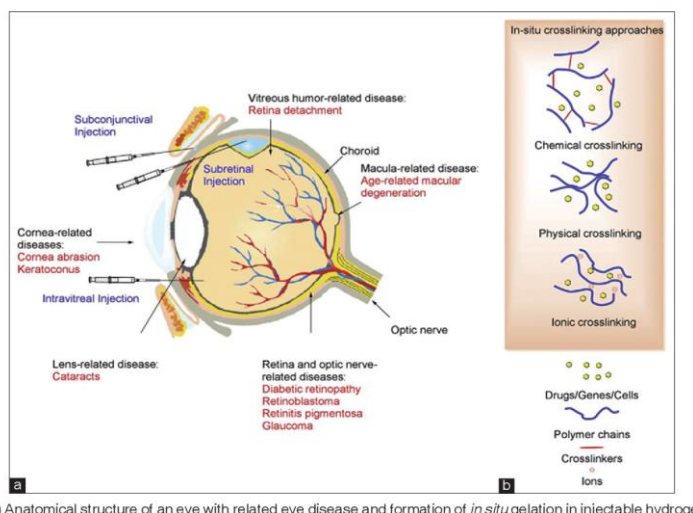 Subconjunctival
Injection
Vitreous humor-related disease:
Retina detachment
Subretinal
Injection
Choroid
Macula-related disease:
Age-related macular
degeneration
Cornea-related
diseases:
Cornea abrasion
Keratoconus
Intravitreal Injection
Optic nerve
Lens-related disease:
Cataracts
Retina and optic nerve-
related diseases:
Diabetic retinopathy
Retinoblastoma
Retinitis pigmentosa
Glaucoma
a
In-situ crosslinking approaches
Chemical crosslinking
Physical crosslinking
Ionic crosslinking
Drugs/Genes/Cells
Polymer chains
Crosslinkers
Ions
b
Anatomical structure of an eye with related eye disease and formation of in situ gelation in injectable